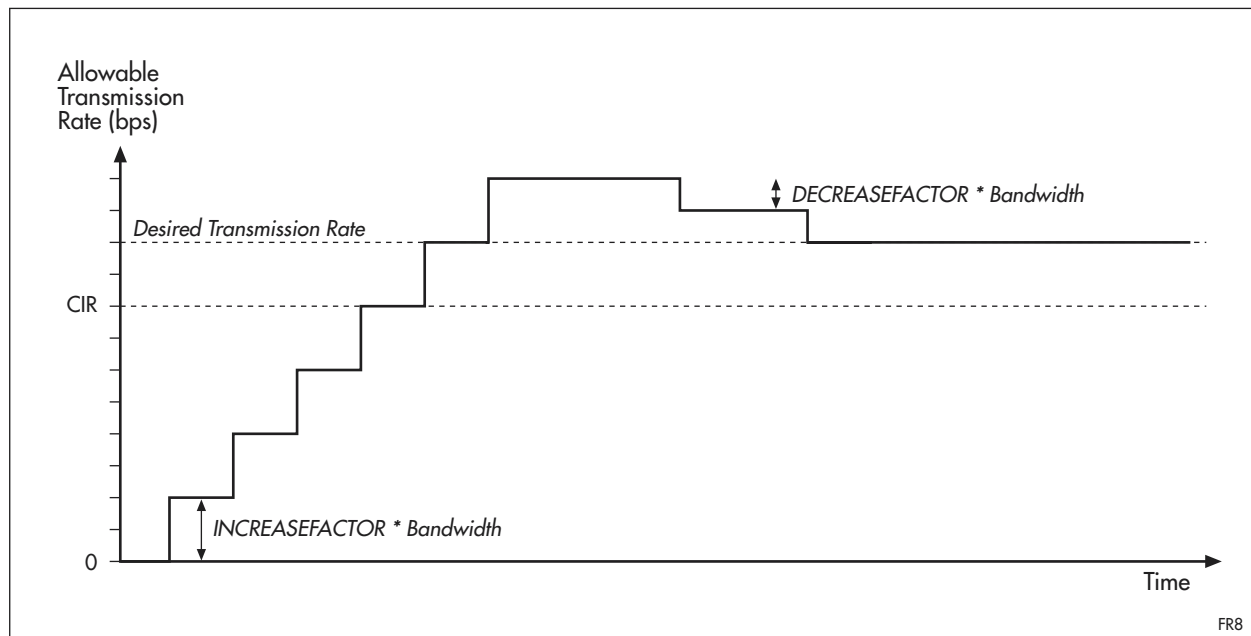 Allowable
Transmission
Rate (bps)
DECREASEFACTOR * Bandwidth
Desired Transmission Rate
CIR
INCREASEFACTOR * Bandwidth
0
Time
FR8